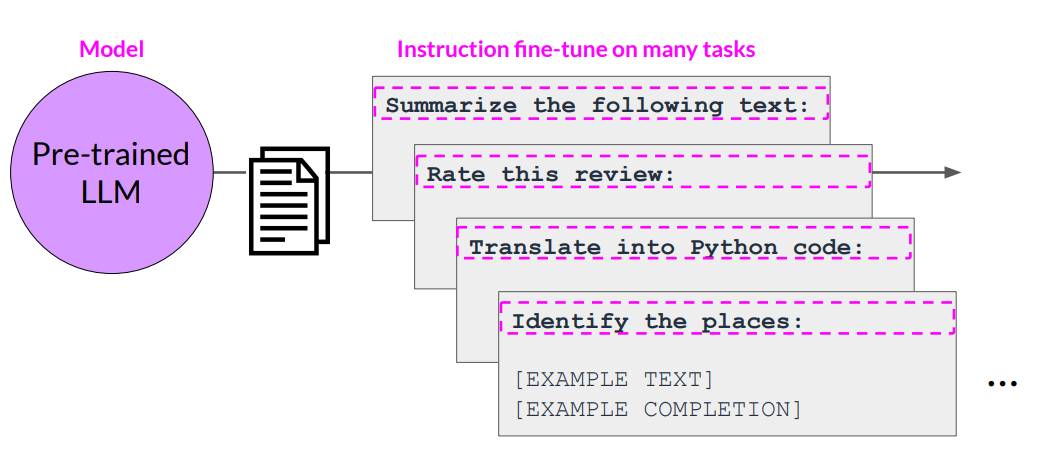 Model
Instruction fine-tune on many tasks
Pre-trained
LLM
Summarize the following text:
Rate this review:
Translate into Python code:
Identify the places:
[EXAMPLE TEXT]
[EXAMPLE COMPLETION]
...